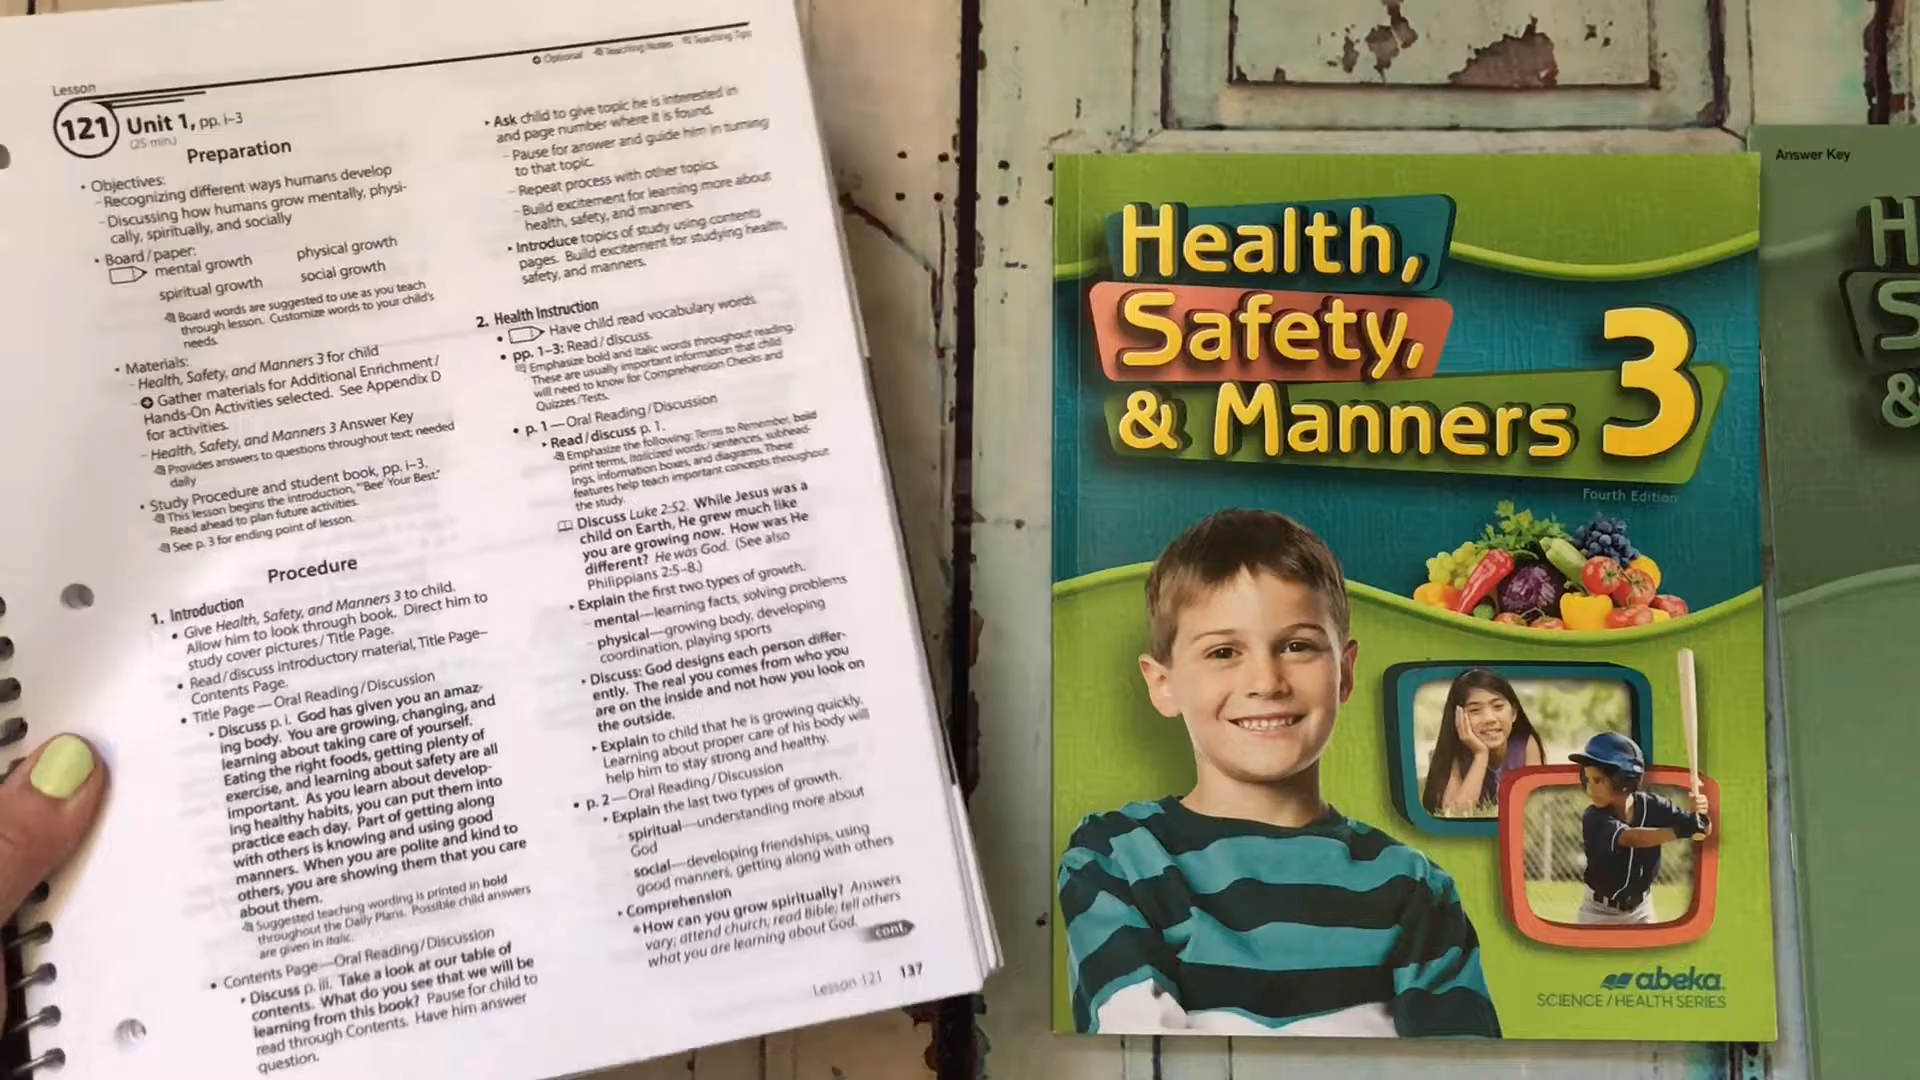 Optional Teaching Notes Teaching Tips
Lesson
121 Unit 1, pp. i–3
(25 min.)
Preparation
• Objectives:
– Recognizing different ways humans develop
– Discussing how humans grow mentally, physi-
cally, spiritually, and socially
• Board/paper:
mental growth physical growth
spiritual growth social growth
Board words are suggested to use as you teach
through lesson. Customize words to your child's
needs.
• Materials:
– Health, Safety, and Manners 3 for child
– Gather materials for Additional Enrichment/
Hands-On Activities selected. See Appendix D
for activities.
– Health, Safety, and Manners 3 Answer Key
Provides answers to questions throughout text; needed
daily
• Study Procedure and student book, pp. i–3.
This lesson begins the introduction, "'Bee' Your Best."
Read ahead to plan future activities.
See p. 3 for ending point of lesson.
Procedure
1. Introduction
• Give Health, Safety, and Manners 3 to child.
Allow him to look through book. Direct him to
study cover pictures/Title Page.
• Read/discuss introductory material, Title Page–
Contents Page.
• Title Page—Oral Reading/Discussion
‣ Discuss p. i. God has given you an amaz-
ing body. You are growing, changing, and
learning about taking care of yourself.
Eating the right foods, getting plenty of
exercise, and learning about safety are all
important. As you learn about develop-
ing healthy habits, you can put them into
practice each day. Part of getting along
with others is knowing and using good
manners. When you are polite and kind to
others, you are showing them that you care
about them.
Suggested teaching wording is printed in bold
throughout the Daily Plans. Possible child answers
are given in italic.
• Contents Page—Oral Reading/Discussion
‣ Discuss p. iii. Take a look at our table of
contents. What do you see that we will be
learning from this book? Pause for child to
read through Contents. Have him answer
question.
‣ Ask child to give topic he is interested in
and page number where it is found.
– Pause for answer and guide him in turning
to that topic.
– Repeat process with other topics.
– Build excitement for learning more about
health, safety, and manners.
‣ Introduce topics of study using contents
pages. Build excitement for studying health,
safety, and manners.
2. Health Instruction
• Have child read vocabulary words.
• pp. 1–3: Read/discuss.
Emphasize bold and italic words throughout reading.
These are usually important information that child
will need to know for Comprehension Checks and
Quizzes/Tests.
• p. 1—Oral Reading/Discussion
‣ Read/discuss p. 1.
Emphasize the following: Terms to Remember, bold
print terms, italicized words/sentences, subhead-
ings, information boxes, and diagrams. These
features help teach important concepts throughout
the study.
Discuss Luke 2:52. While Jesus was a
child on Earth, He grew much like
you are growing now. How was He
different? He was God. (See also
Philippians 2:5–8.)
‣ Explain the first two types of growth.
– mental—learning facts, solving problems
– physical—growing body, developing
coordination, playing sports
‣ Discuss: God designs each person differ-
ently. The real you comes from who you
are on the inside and not how you look on
the outside.
‣ Explain to child that he is growing quickly.
Learning about proper care of his body will
help him to stay strong and healthy.
• p. 2—Oral Reading/Discussion
‣ Explain the last two types of growth.
– spiritual—understanding more about
God
– social—developing friendships, using
good manners, getting along with others
‣ Comprehension
How can you grow spiritually? Answers
vary; attend church; read Bible; tell others
what you are learning about God.
cont.
Lesson 121 137
Health,
Safety,
& Manners 3
Fourth Edition
abeka
SCIENCE/HEALTH SERIES
Answer Key
H
S
&